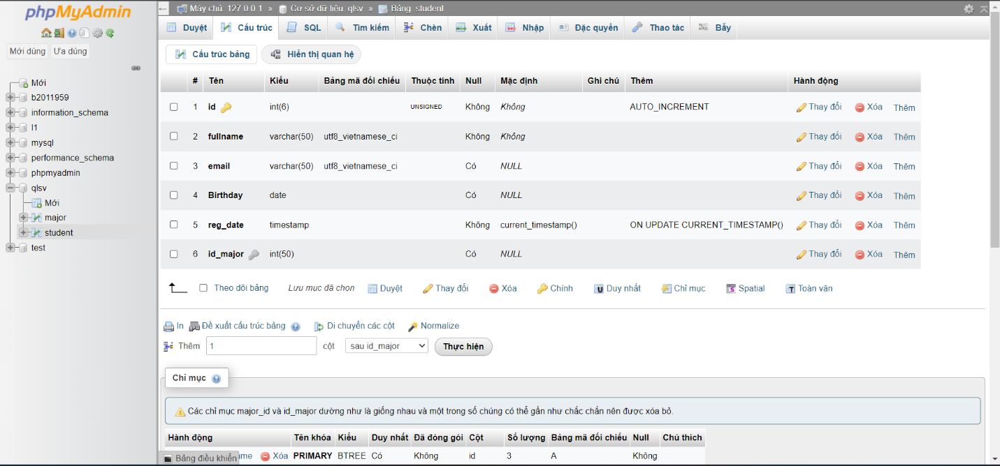 phpMyAdmin
Máy chủ: 127.0.0.1 » Cơ sở dữ liệu: qlsv » Bảng: student
Duyệt Cấu trúc SQL Tìm kiếm Chèn Xuất Nhập Đặc quyền Thao tác Bẫy
Mới dùng Ưa dùng
Cấu trúc bảng Hiển thị quan hệ
Mới
b2011959
information_schema
l1
mysql
performance_schema
phpmyadmin
qlsv
Mới
major
student
test
# Tên Kiểu Bảng mã đối chiếu Thuộc tính Null Mặc định Ghi chú Thêm Hành động
1 id int(6) UNSIGNED Không Không AUTO_INCREMENT Thay đổi Xóa Thêm
2 fullname varchar(50) utf8_vietnamese_ci Không Không Thay đổi Xóa Thêm
3 email varchar(50) utf8_vietnamese_ci Có NULL Thay đổi Xóa Thêm
4 Birthday date Có NULL Thay đổi Xóa Thêm
5 reg_date timestamp Không current_timestamp() ON UPDATE CURRENT_TIMESTAMP() Thay đổi Xóa Thêm
6 id_major int(50) Có NULL Thay đổi Xóa Thêm
Theo dõi bảng Lưu mục đã chọn Duyệt Thay đổi Xóa Chính Duy nhất Chỉ mục Spatial Toàn văn
In Đề xuất cấu trúc bảng Di chuyển các cột Normalize
Thêm 1 cột sau id_major Thực hiện
Chỉ mục
Các chỉ mục major_id và id_major dường như là giống nhau và một trong số chúng có thể gần như chắc chắn nên được xóa bỏ.
Hành động Tên khóa Kiểu Duy nhất Đã đóng gói Cột Số lượng Bảng mã đối chiếu Null Chú thích
Bảng điều khiển me Xóa PRIMARY BTREE Có Không id 3 A Không